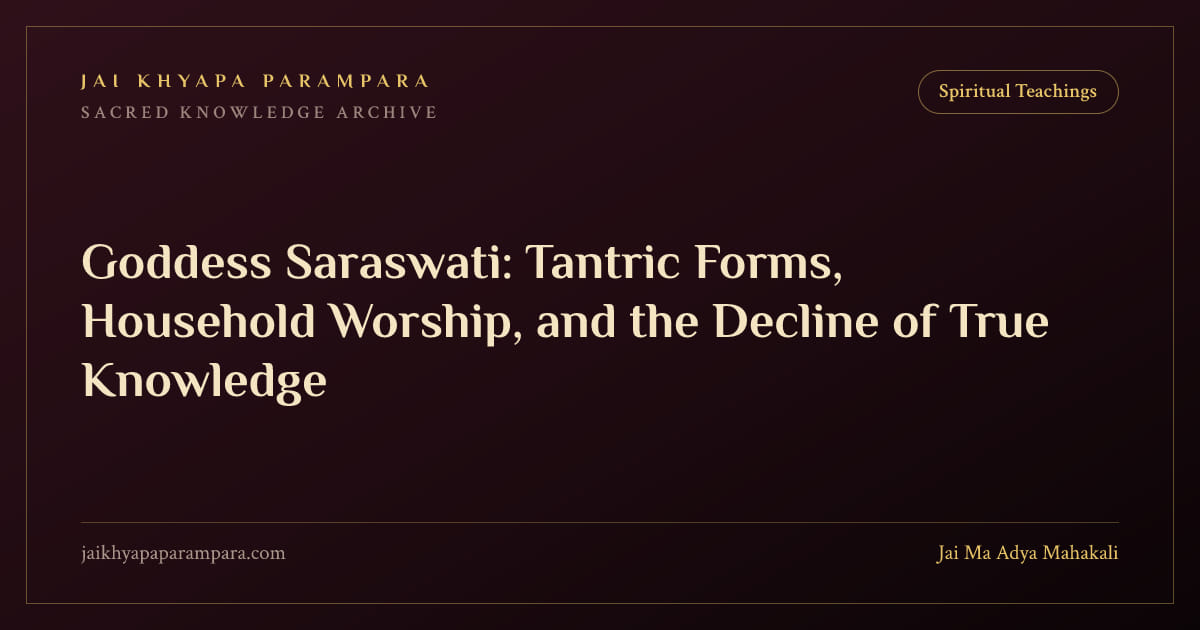 JAI KHYAPA PARAMPARA
SACRED KNOWLEDGE ARCHIVE
Spiritual Teachings
Goddess Saraswati: Tantric Forms,
Household Worship, and the Decline of True
Knowledge
jaikhyapaparampara.com
Jai Ma Adya Mahakali